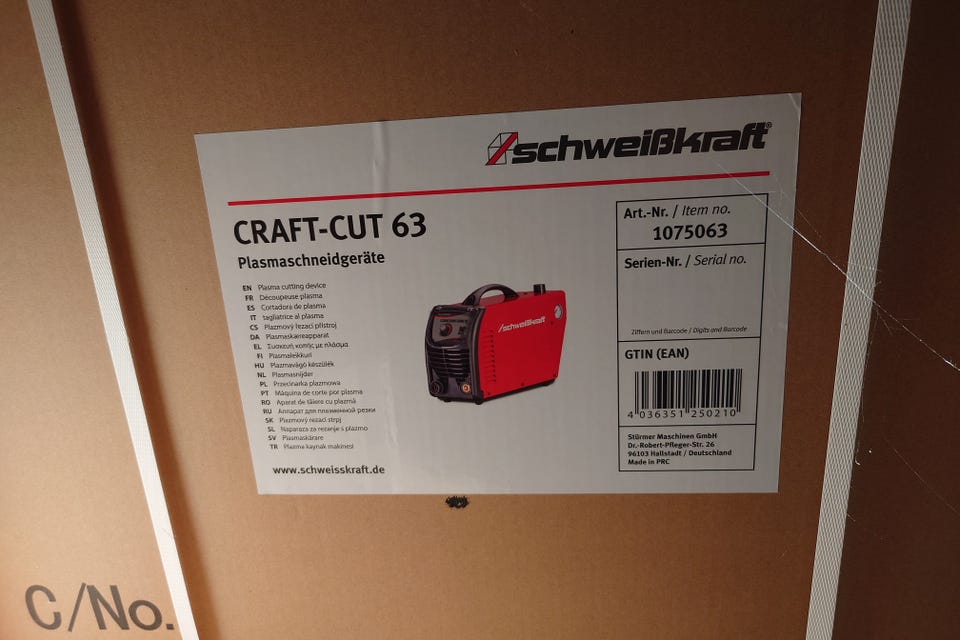 schweißkraft®
CRAFT-CUT 63
Plasmaschneidgeräte
EN Plasma cutting device
FR Découpeuse plasma
ES Cortadora de plasma
IT tagliatrice al plasma
CS Plazmový řezací přístroj
DA Plasmaskæreapparat
EL Συσκευή κοπής με πλάσμα
FI Plasmaleikkuri
HU Plazmavágó készülék
NL Plasmasnijder
PL Przecinarka plazmowa
PT Máquina de corte por plasma
RO Aparat de tăiere cu plasmă
RU Аппарат для плазменной резки
SK Plazmový rezací strpj
SL Naparaza za rezanje s plazmo
SV Plasmaskärare
TR Plazma kaynak makinesi
www.schweisskraft.de
schweißkraft
Art.-Nr. / Item no.
1075063
Serien-Nr. / Serial no.
Ziffern und Barcode / Digits and Barcode
GTIN (EAN)
4 036351 250210
Stürmer Maschinen GmbH
Dr.-Robert-Pfleger-Str. 26
96103 Hallstadt / Deutschland
Made in PRC
C/No.